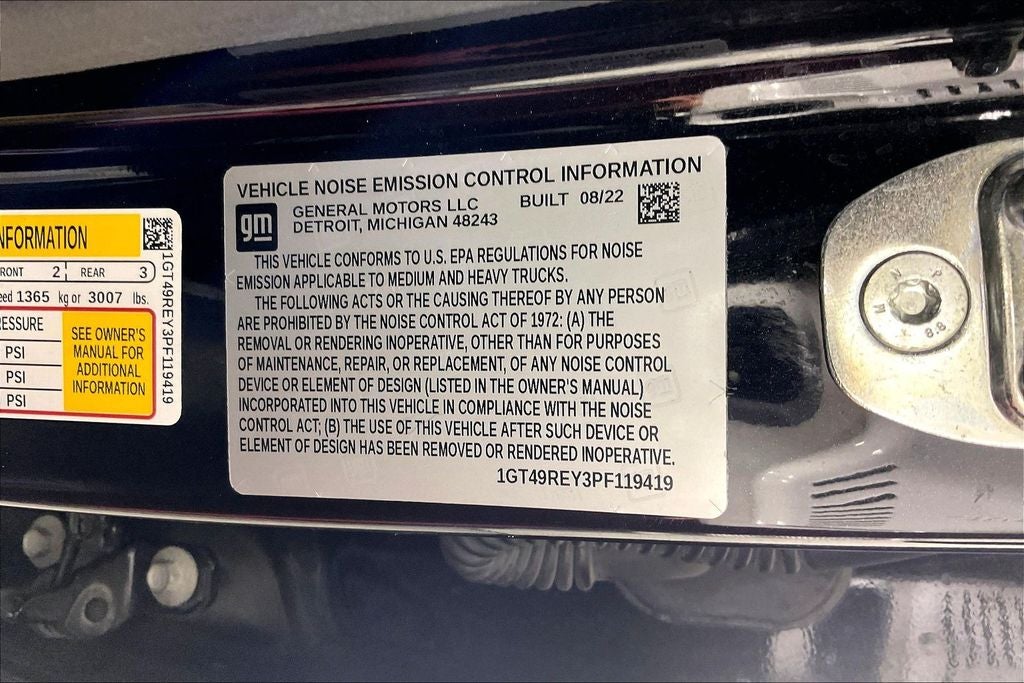 NFORMATION
RONT 2 REAR 3
eed 1365 kg or 3007 lbs.
ESSURE
PSI
PSI
PSI
SEE OWNER'S
MANUAL FOR
ADDITIONAL
INFORMATION
1GT49REY3PF119419
VEHICLE NOISE EMISSION CONTROL INFORMATION
gm
GENERAL MOTORS LLC BUILT 08/22
DETROIT, MICHIGAN 48243
THIS VEHICLE CONFORMS TO U.S. EPA REGULATIONS FOR NOISE
EMISSION APPLICABLE TO MEDIUM AND HEAVY TRUCKS.
THE FOLLOWING ACTS OR THE CAUSING THEREOF BY ANY PERSON
ARE PROHIBITED BY THE NOISE CONTROL ACT OF 1972: (A) THE
REMOVAL OR RENDERING INOPERATIVE, OTHER THAN FOR PURPOSES
OF MAINTENANCE, REPAIR, OR REPLACEMENT, OF ANY NOISE CONTROL
DEVICE OR ELEMENT OF DESIGN (LISTED IN THE OWNER'S MANUAL)
INCORPORATED INTO THIS VEHICLE IN COMPLIANCE WITH THE NOISE
CONTROL ACT; (B) THE USE OF THIS VEHICLE AFTER SUCH DEVICE OR
ELEMENT OF DESIGN HAS BEEN REMOVED OR RENDERED INOPERATIVE.
1GT49REY3PF119419
8.8